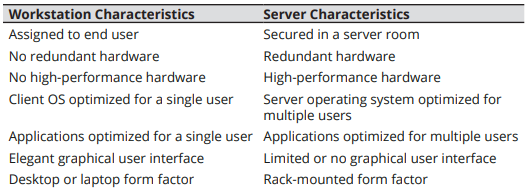 Workstation Characteristics Server Characteristics
Assigned to end user Secured in a server room
No redundant hardware Redundant hardware
No high-performance hardware High-performance hardware
Client OS optimized for a single user Server operating system optimized for
multiple users
Applications optimized for a single user Applications optimized for multiple users
Elegant graphical user interface Limited or no graphical user interface
Desktop or laptop form factor Rack-mounted form factor